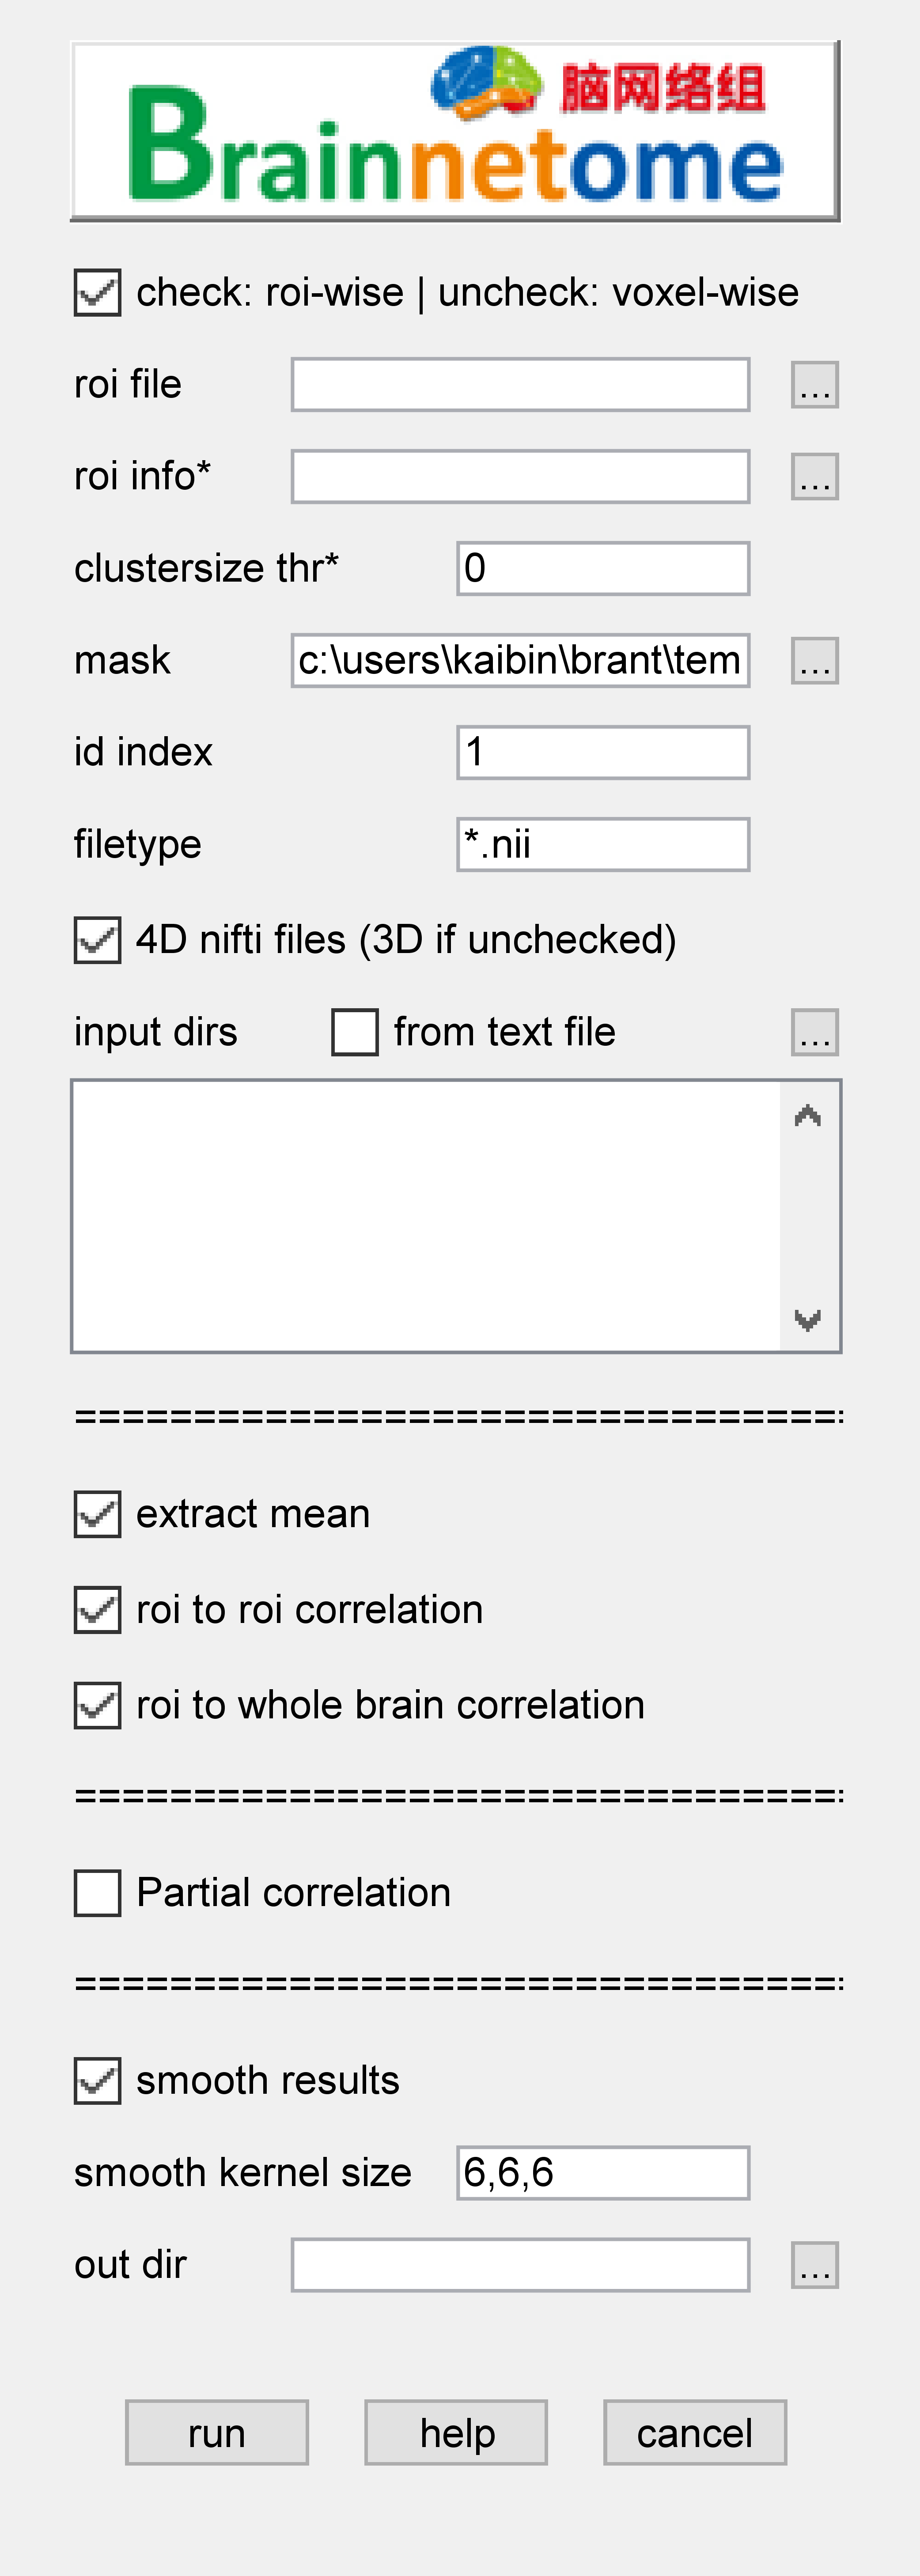 脑网络组
Brainnetome
check: roi-wise | uncheck: voxel-wise
roi file ...
roi info* ...
clustersize thr* 0
mask c:\users\kaibin\brant\tem ...
id index 1
filetype *.nii
4D nifti files (3D if unchecked)
input dirs from text file ...
================================
extract mean
roi to roi correlation
roi to whole brain correlation
================================
Partial correlation
================================
smooth results
smooth kernel size 6,6,6
out dir ...
run help cancel